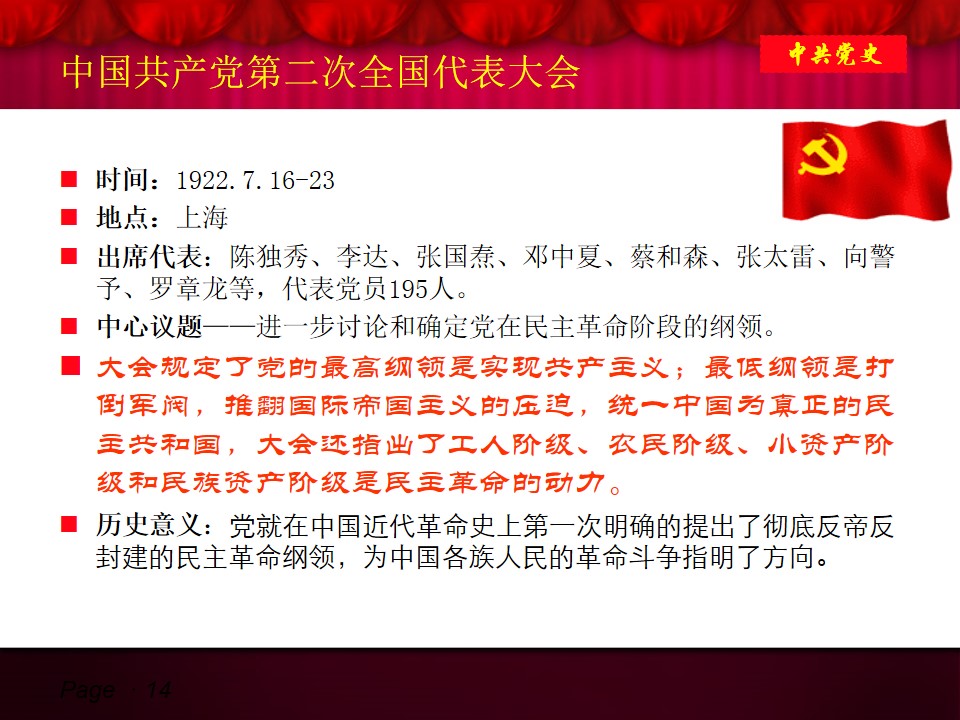 中国共产党第二次全国代表大会
中共党史
时间：1922.7.16-23
地点：上海
出席代表：陈独秀、李达、张国焘、邓中夏、蔡和森、张太雷、向警
予、罗章龙等，代表党员195人。
中心议题——进一步讨论和确定党在民主革命阶段的纲领。
大会规定了党的最高纲领是实现共产主义；最低纲领是打
倒军阀，推翻国际帝国主义的压迫，统一中国为真正的民
主共和国，大会还指出了工人阶级、农民阶级、小资产阶
级和民族资产阶级是民主革命的动力。
历史意义：党就在中国近代革命史上第一次明确的提出了彻底反帝反
封建的民主革命纲领，为中国各族人民的革命斗争指明了方向。
Page 14